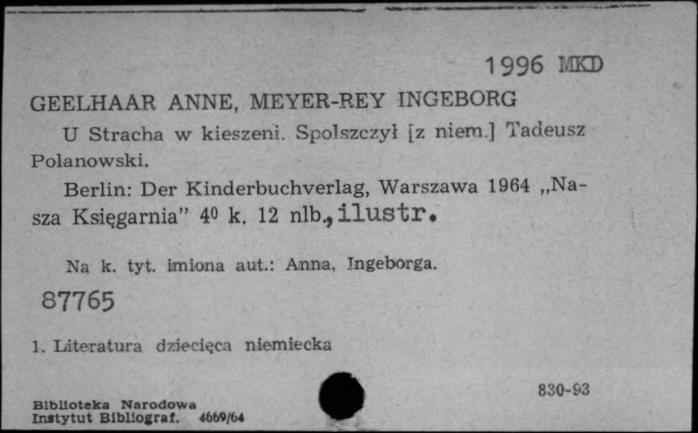 1996 MKD
GEELHAAR ANNE, MEYER-REY INGEBORG
U Stracha w kieszeni. Spolszczył [z niem.] Tadeusz
Polanowski.
Berlin: Der Kinderbuchverlag, Warszawa 1964 „Na-
sza Księgarnia” 4⁰ k. 12 nlb., ilustr.
Na k. tyt. imiona aut.: Anna, Ingeborga.
87765
1. Literatura dziecięca niemiecka
830-93
Biblioteka Narodowa
Instytut Bibliograf. 4669/64